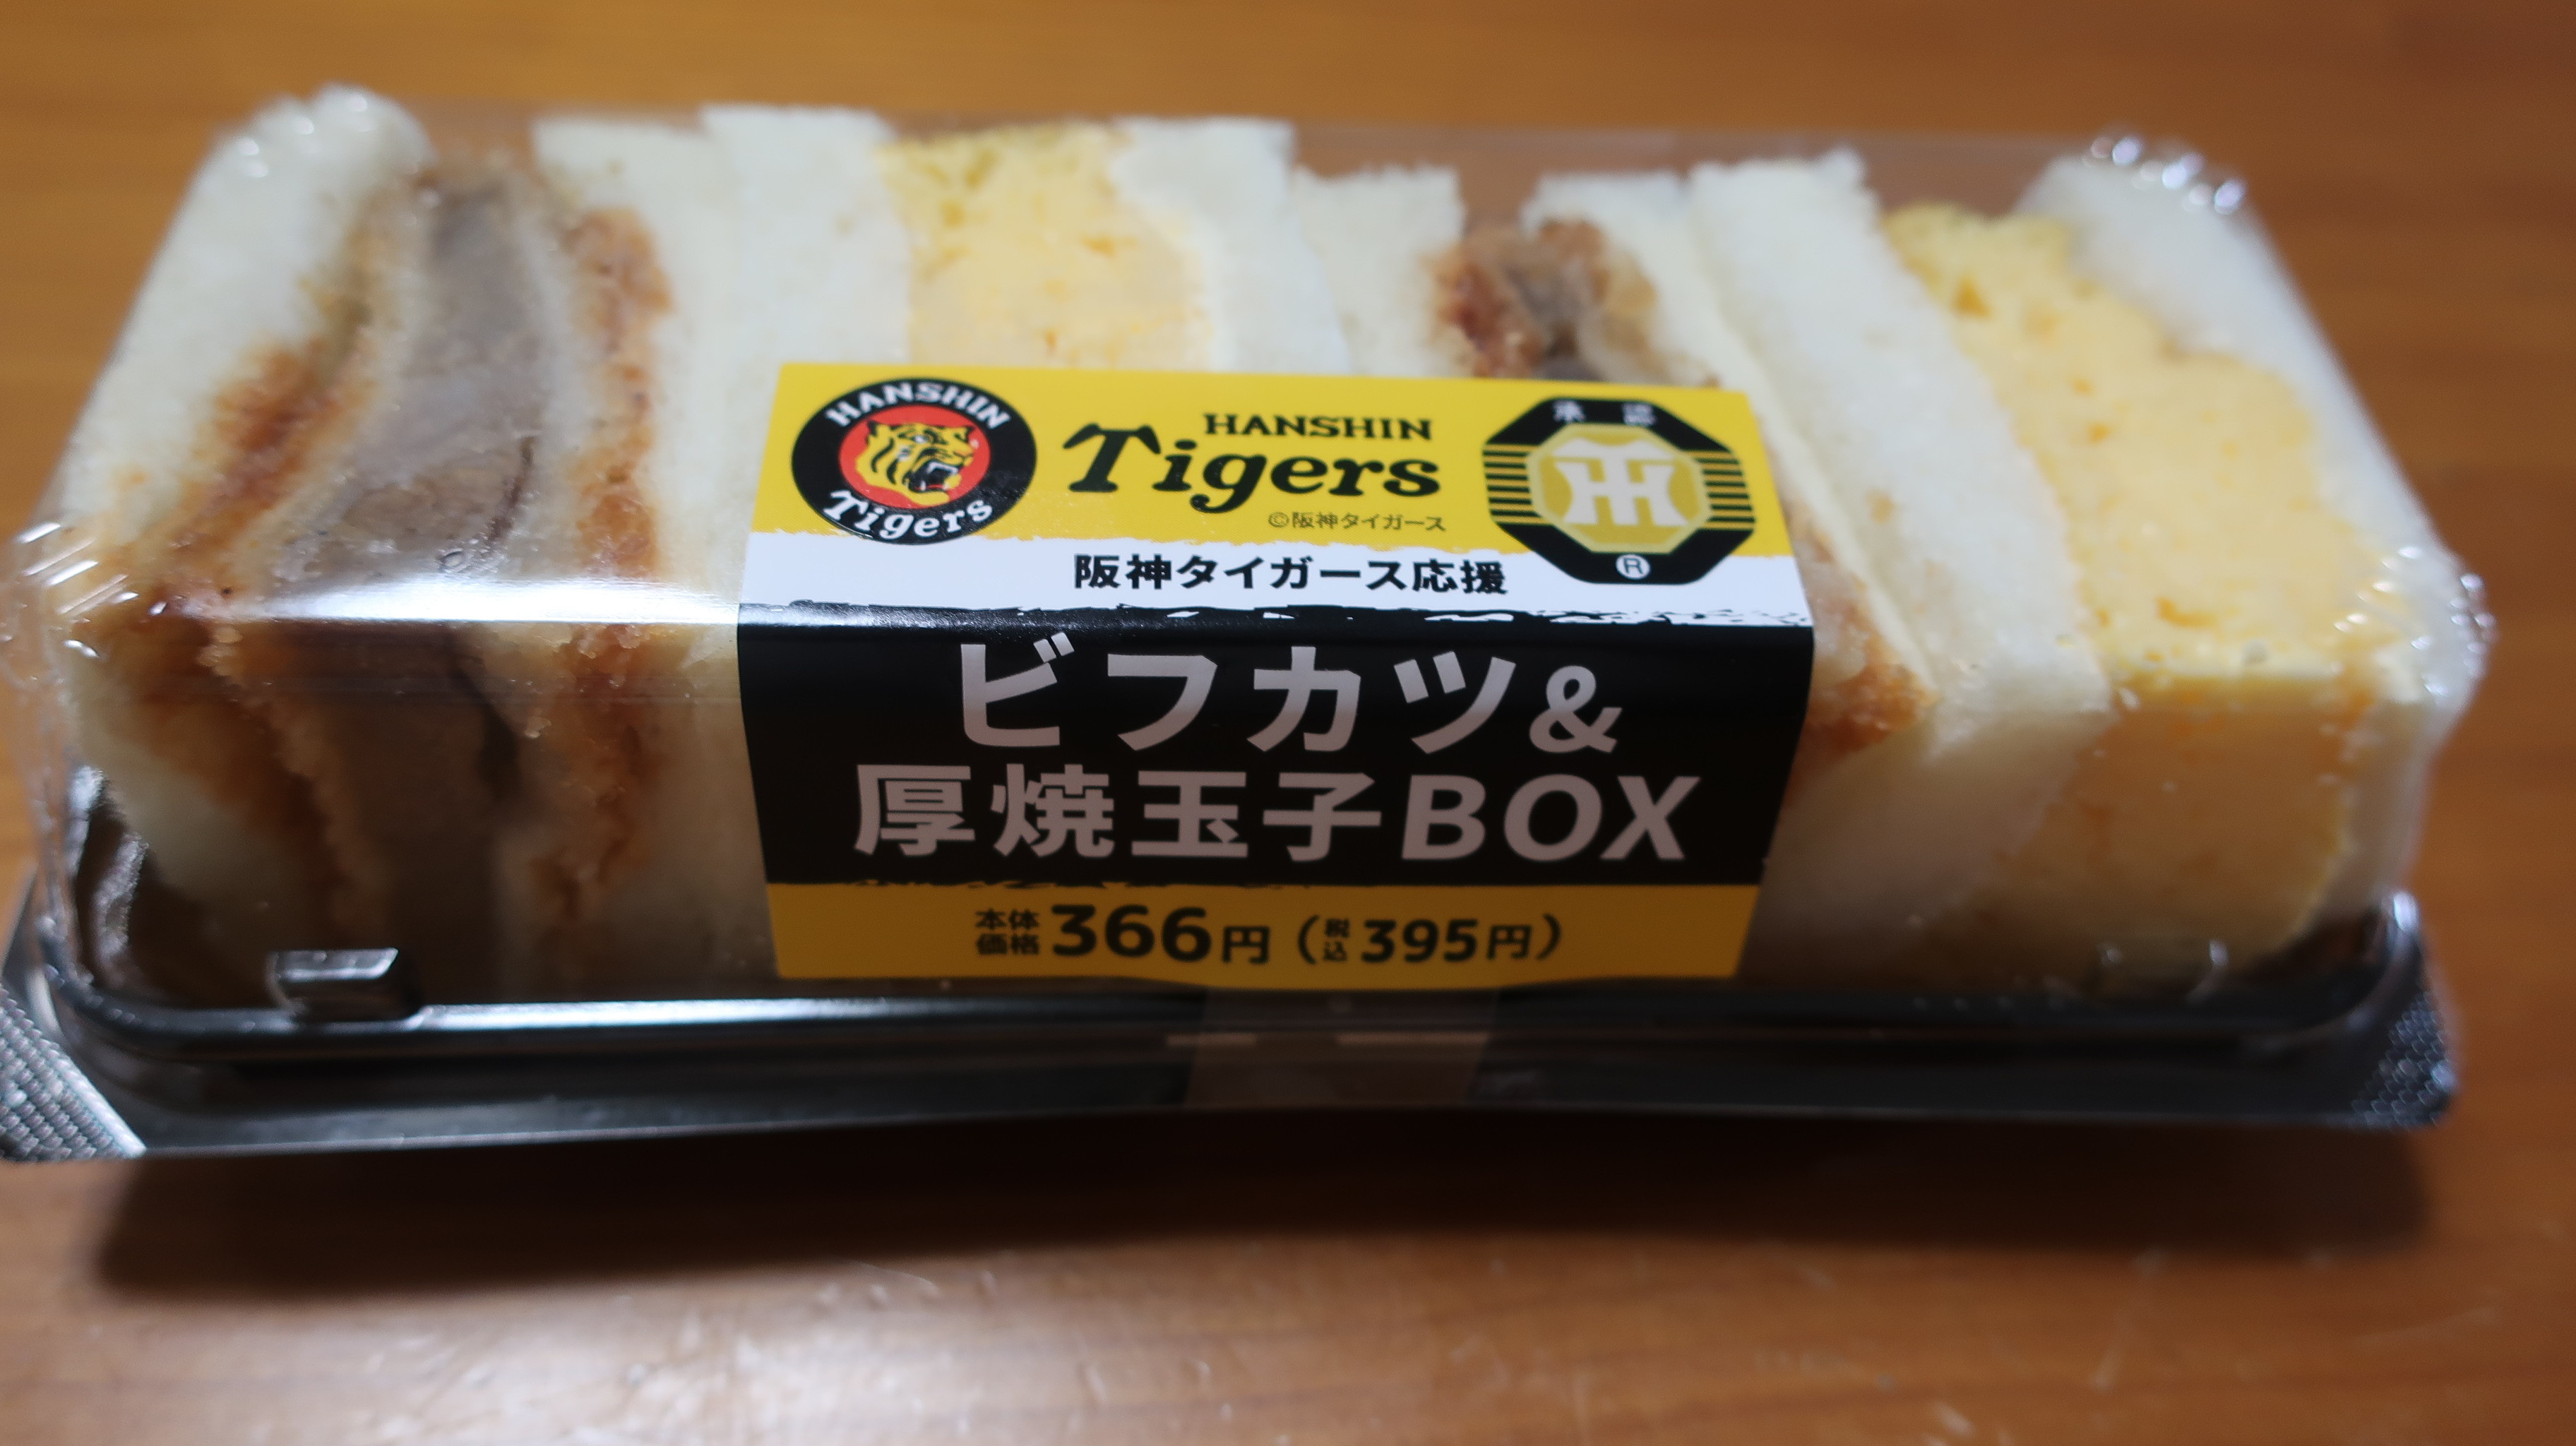 HANSHIN
Tigers
HANSHIN
Tigers
©阪神タイガース
承認
HT
®
阪神タイガース応援
ビフカツ&
厚焼玉子BOX
本体価格366円(税込395円)